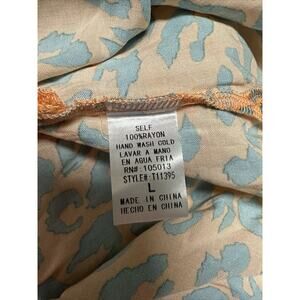 SELF
100%RAYON
HAND WASH COLD
LAVAR A MANO
EN AGUA FRIA
RN#: 105013
STYLE#: T11395
L
MADE IN CHINA
HECHO EN CHINA